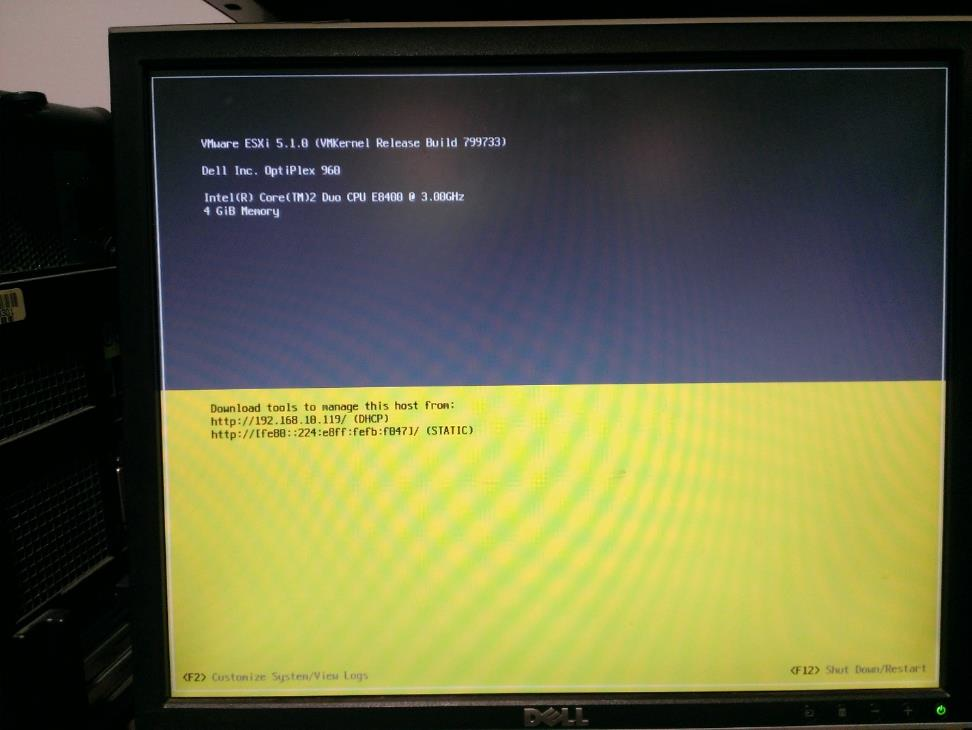 VMware ESXi 5.1.0 (VMKernel Release Build 799733)
Dell Inc. OptiPlex 960
Intel(R) Core(TM)2 Duo CPU E8400 @ 3.00GHz
4 GiB Memory
Download tools to manage this host from:
http://192.168.10.119/ (DHCP)
http://[fe80::224:e8ff:fefb:f047]/ (STATIC)
<F2> Customize System/View Logs
<F12> Shut Down/Restart
DELL